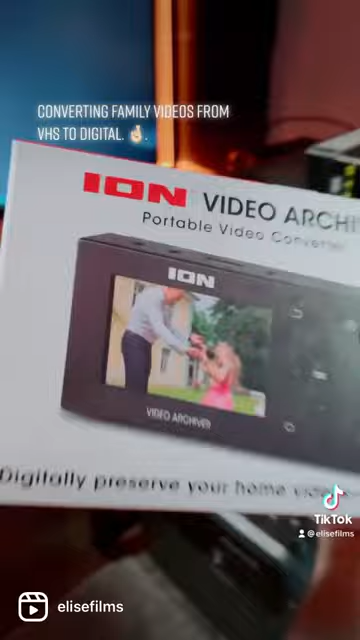 CONVERTING FAMILY VIDEOS FROM
VHS TO DIGITAL. 🤞🏻.
ION VIDEO ARCHI
Portable Video Converter
ION
VIDEO ARCHIVER
Digitally preserve your home
TikTok
@elisefilms
elisefilms